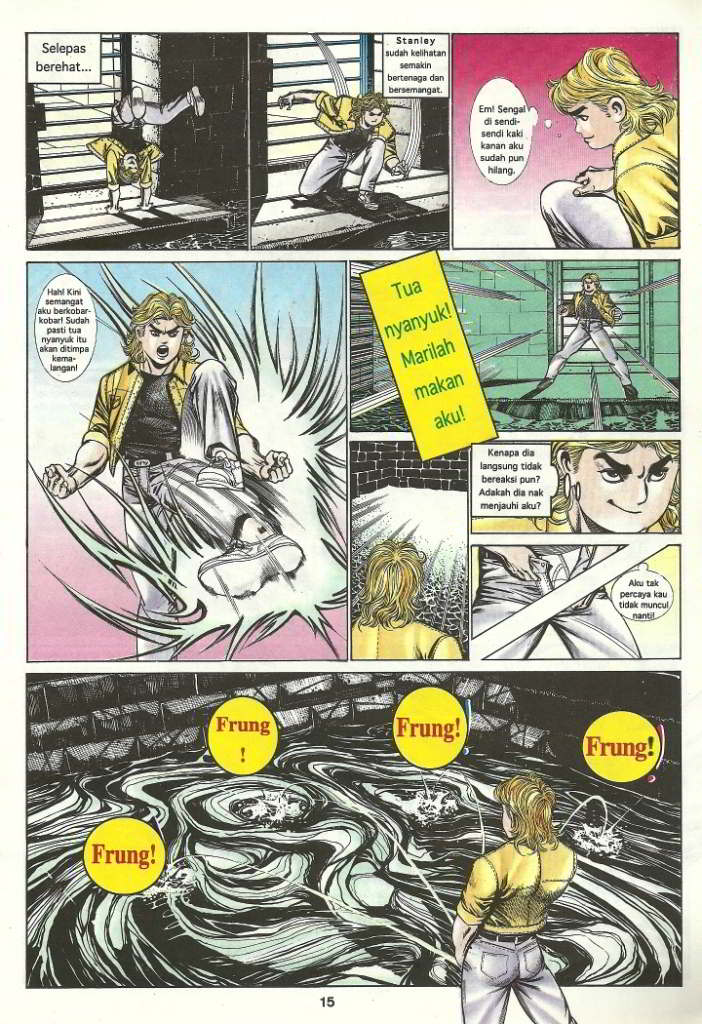 Selepas
berehat...
Stanley
sudah kelihatan
semakin
bertenaga dan
bersemangat.
Em! Sengal
di sendi-
sendi kaki
kanan aku
sudah pun
hilang.
Hah! Kini
semangat
aku berkobar-
kobar! Sudah
pasti tua
nyanyuk itu
akan ditimpa
kema-
langan!
Tua
nyanyuk!
Marilah
makan
aku!
Kenapa dia
langsung tidak
bereaksi pun?
Adakah dia nak
menjauhi aku?
Aku tak
percaya kau
tidak muncul
nanti!
Frung
!
Frung!
Frung!
Frung!
15